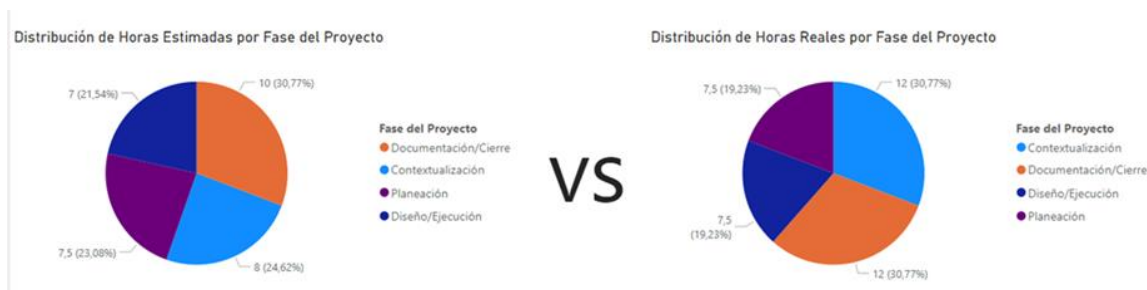 Distribución de Horas Estimadas por Fase del Proyecto
10 (30,77%)
7 (21,54%)
7,5 (23,08%)
8 (24,62%)
Fase del Proyecto
Documentación/Cierre
Contextualización
Planeación
Diseño/Ejecución
VS
Distribución de Horas Reales por Fase del Proyecto
12 (30,77%)
7,5 (19,23%)
7,5
(19,23%)
12 (30,77%)
Fase del Proyecto
Contextualización
Documentación/Cierre
Diseño/Ejecución
Planeación